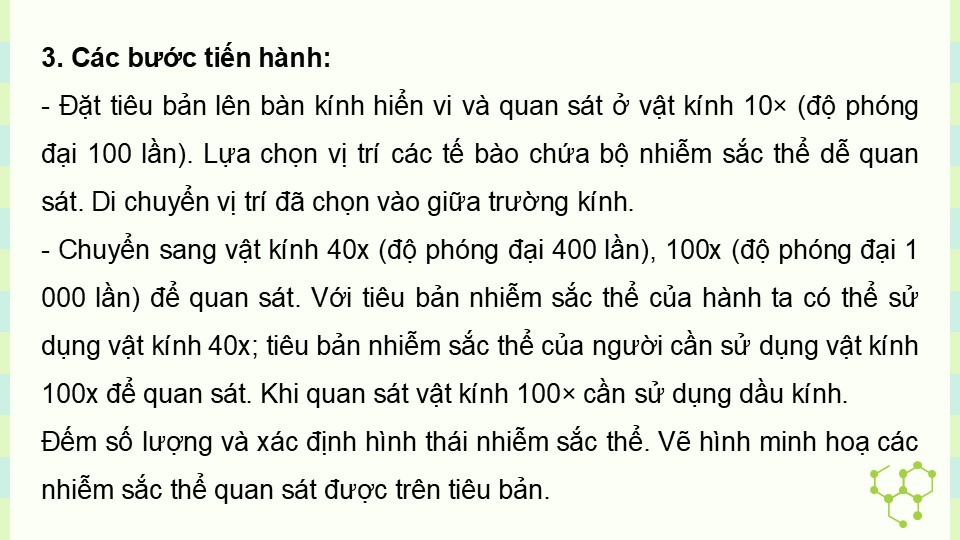 3. Các bước tiến hành:
- Đặt tiêu bản lên bàn kính hiển vi và quan sát ở vật kính 10× (độ phóng
đại 100 lần). Lựa chọn vị trí các tế bào chứa bộ nhiễm sắc thể dễ quan
sát. Di chuyển vị trí đã chọn vào giữa trường kính.
- Chuyển sang vật kính 40x (độ phóng đại 400 lần), 100x (độ phóng đại 1
000 lần) để quan sát. Với tiêu bản nhiễm sắc thể của hành ta có thể sử
dụng vật kính 40x; tiêu bản nhiễm sắc thể của người cần sử dụng vật kính
100x để quan sát. Khi quan sát vật kính 100× cần sử dụng dầu kính.
Đếm số lượng và xác định hình thái nhiễm sắc thể. Vẽ hình minh hoạ các
nhiễm sắc thể quan sát được trên tiêu bản.